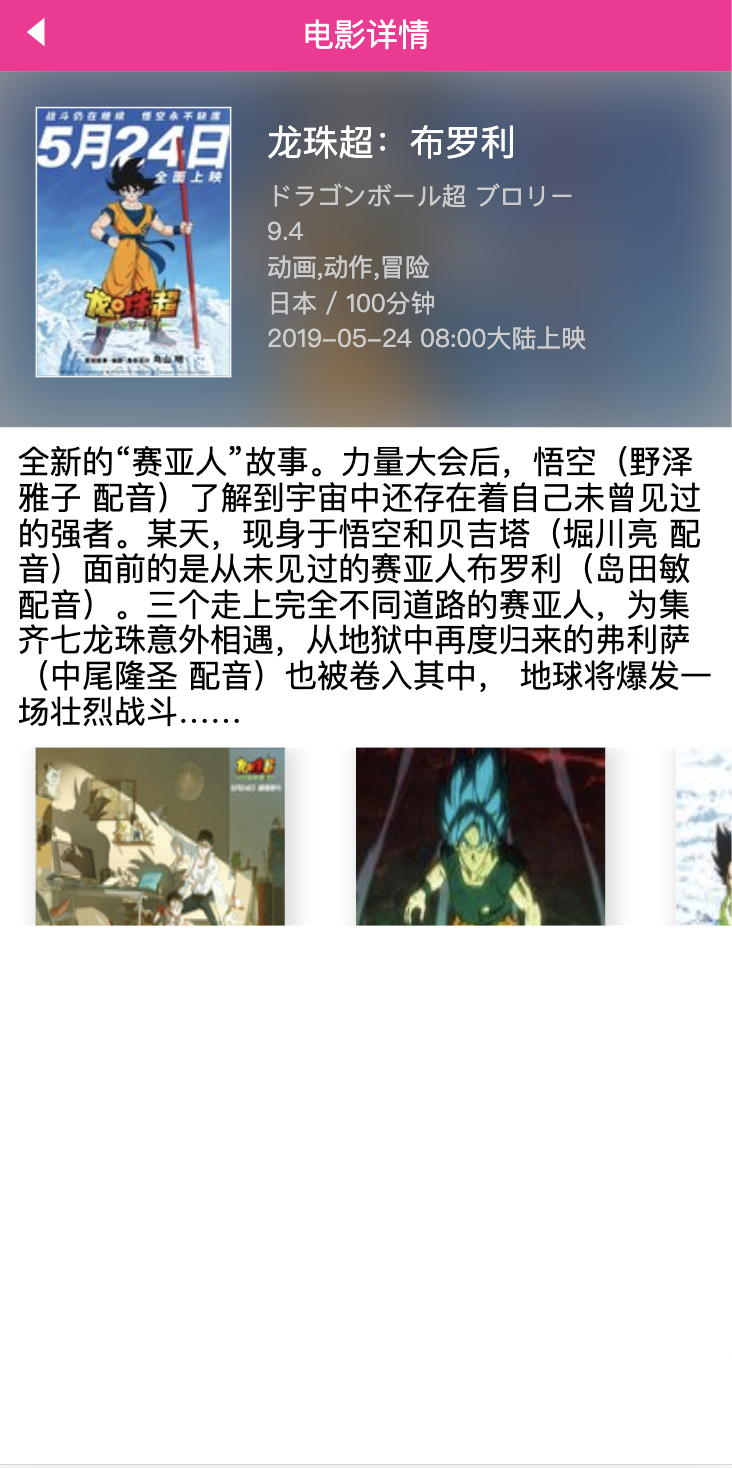 电影详情
战斗仍在继续 悟空永不缺席
5月24日
全面上映
龙珠超
龙珠超：布罗利
ドラゴンボール超 ブロリー
9.4
动画,动作,冒险
日本 / 100分钟
2019-05-24 08:00大陆上映
全新的“赛亚人”故事。力量大会后，悟空（野泽
雅子 配音）了解到宇宙中还存在着自己未曾见过
的强者。某天，现身于悟空和贝吉塔（堀川亮 配
音）面前的是从未见过的赛亚人布罗利（岛田敏
配音）。三个走上完全不同道路的赛亚人，为集
齐七龙珠意外相遇，从地狱中再度归来的弗利萨
（中尾隆圣 配音）也被卷入其中， 地球将爆发一
场壮烈战斗……
龙珠超